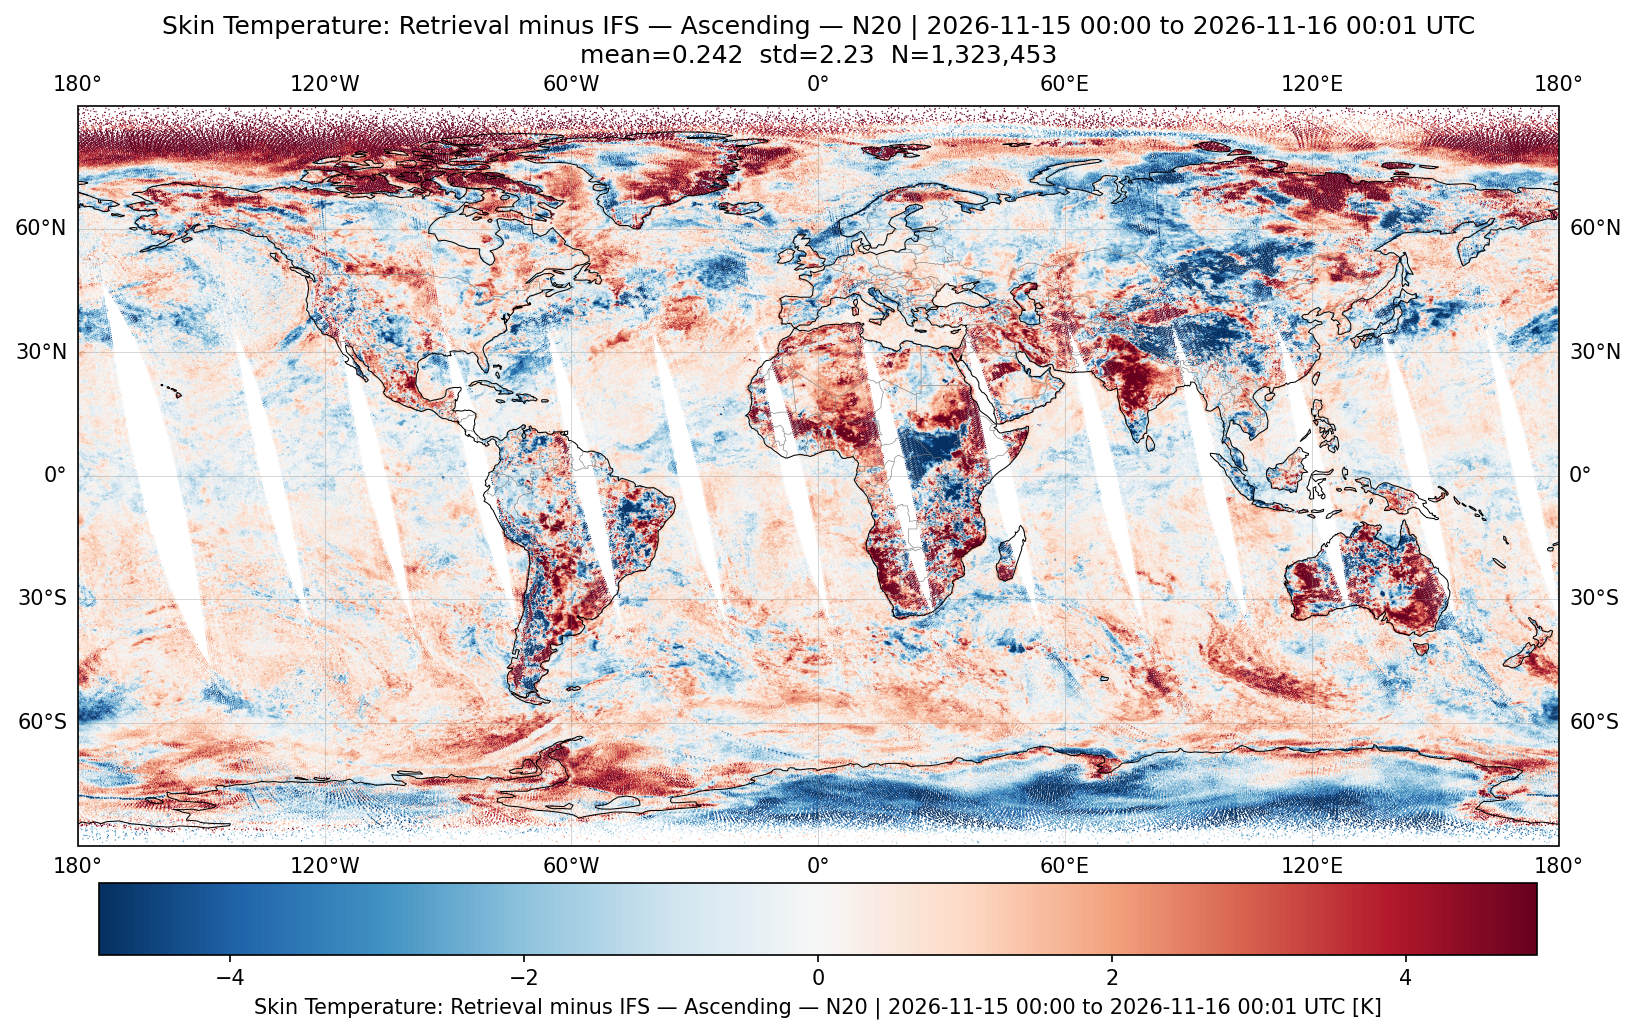 Skin Temperature: Retrieval minus IFS — Ascending — N20 | 2026-11-15 00:00 to 2026-11-16 00:01 UTC
mean=0.242 std=2.23 N=1,323,453
180° 120°W 60°W 0° 60°E 120°E 180°
60°N 60°N
30°N 30°N
0° 0°
30°S 30°S
60°S 60°S
180° 120°W 60°W 0° 60°E 120°E 180°
−4 −2 0 2 4
Skin Temperature: Retrieval minus IFS — Ascending — N20 | 2026-11-15 00:00 to 2026-11-16 00:01 UTC [K]